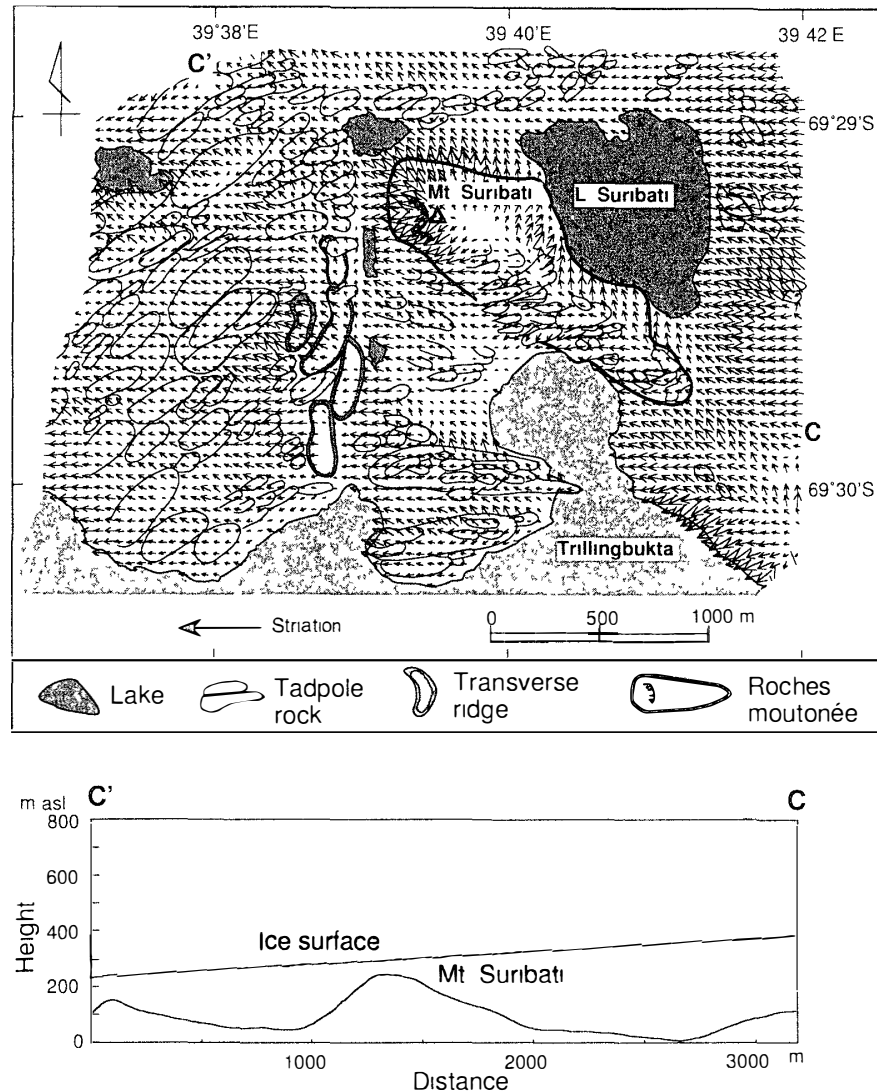 39°38'E
39 40'E
39 42 E
C'
69°29'S
Mt Surıbatı
L Surıbatı
C
69°30'S
Trıllıngbukta
Striation
0 500 1000 m
Lake
Tadpole rock
Transverse rıdge
Roches moutonée
C'
C
m asl
800
600
400
200
0
Height
Ice surface
Mt Surıbatı
1000
2000
3000
m
Distance